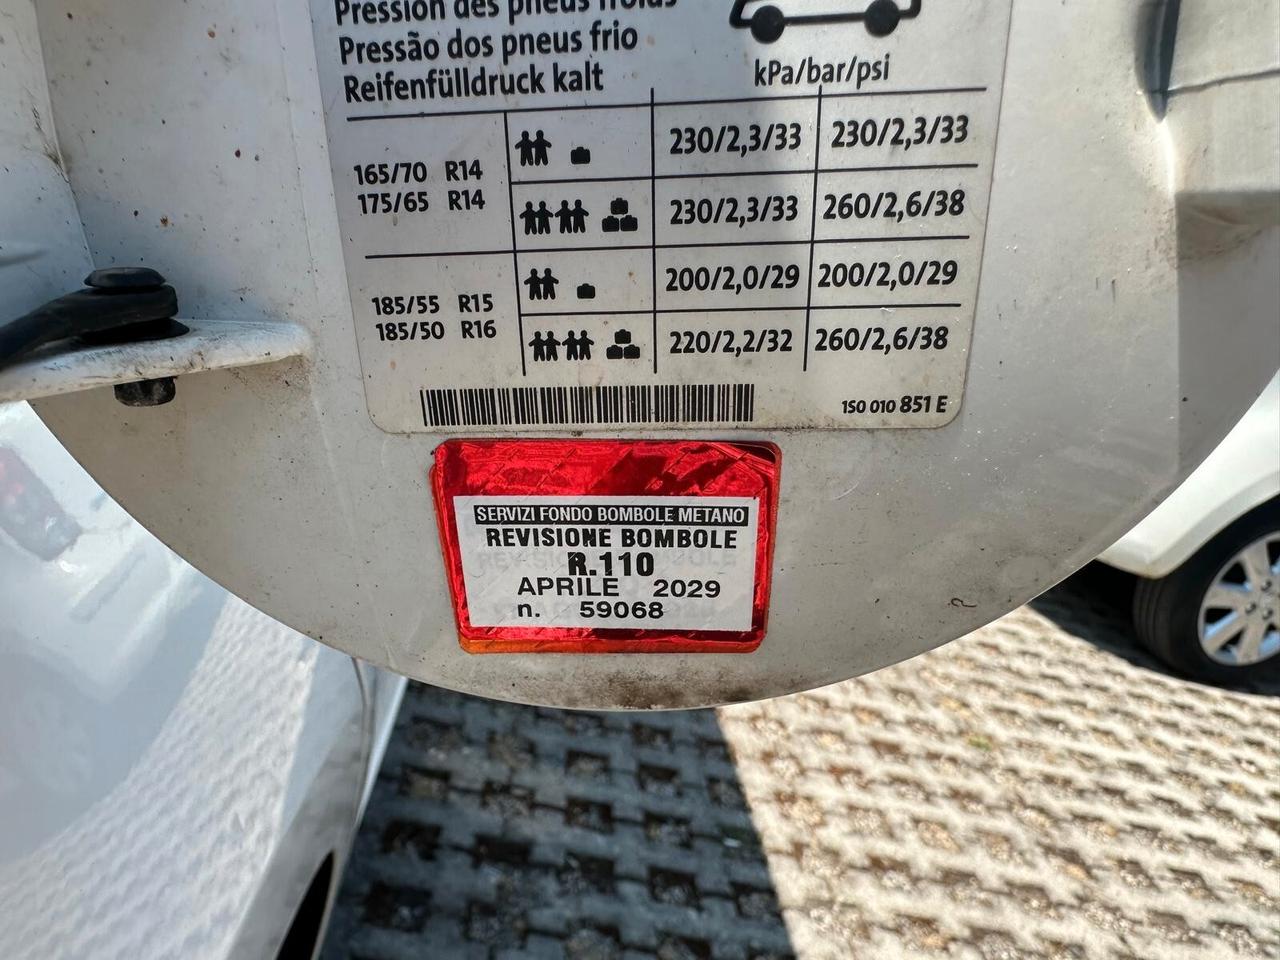 Pression des pneus froids
Pressão dos pneus frio
Reifenfülldruck kalt
kPa/bar/psi
165/70 R14
175/65 R14
230/2,3/33 230/2,3/33
230/2,3/33 260/2,6/38
185/55 R15
185/50 R16
200/2,0/29 200/2,0/29
220/2,2/32 260/2,6/38
1S0 010 851 E
SERVIZI FONDO BOMBOLE METANO
REVISIONE BOMBOLE
R.110
APRILE 2029
n. 59068